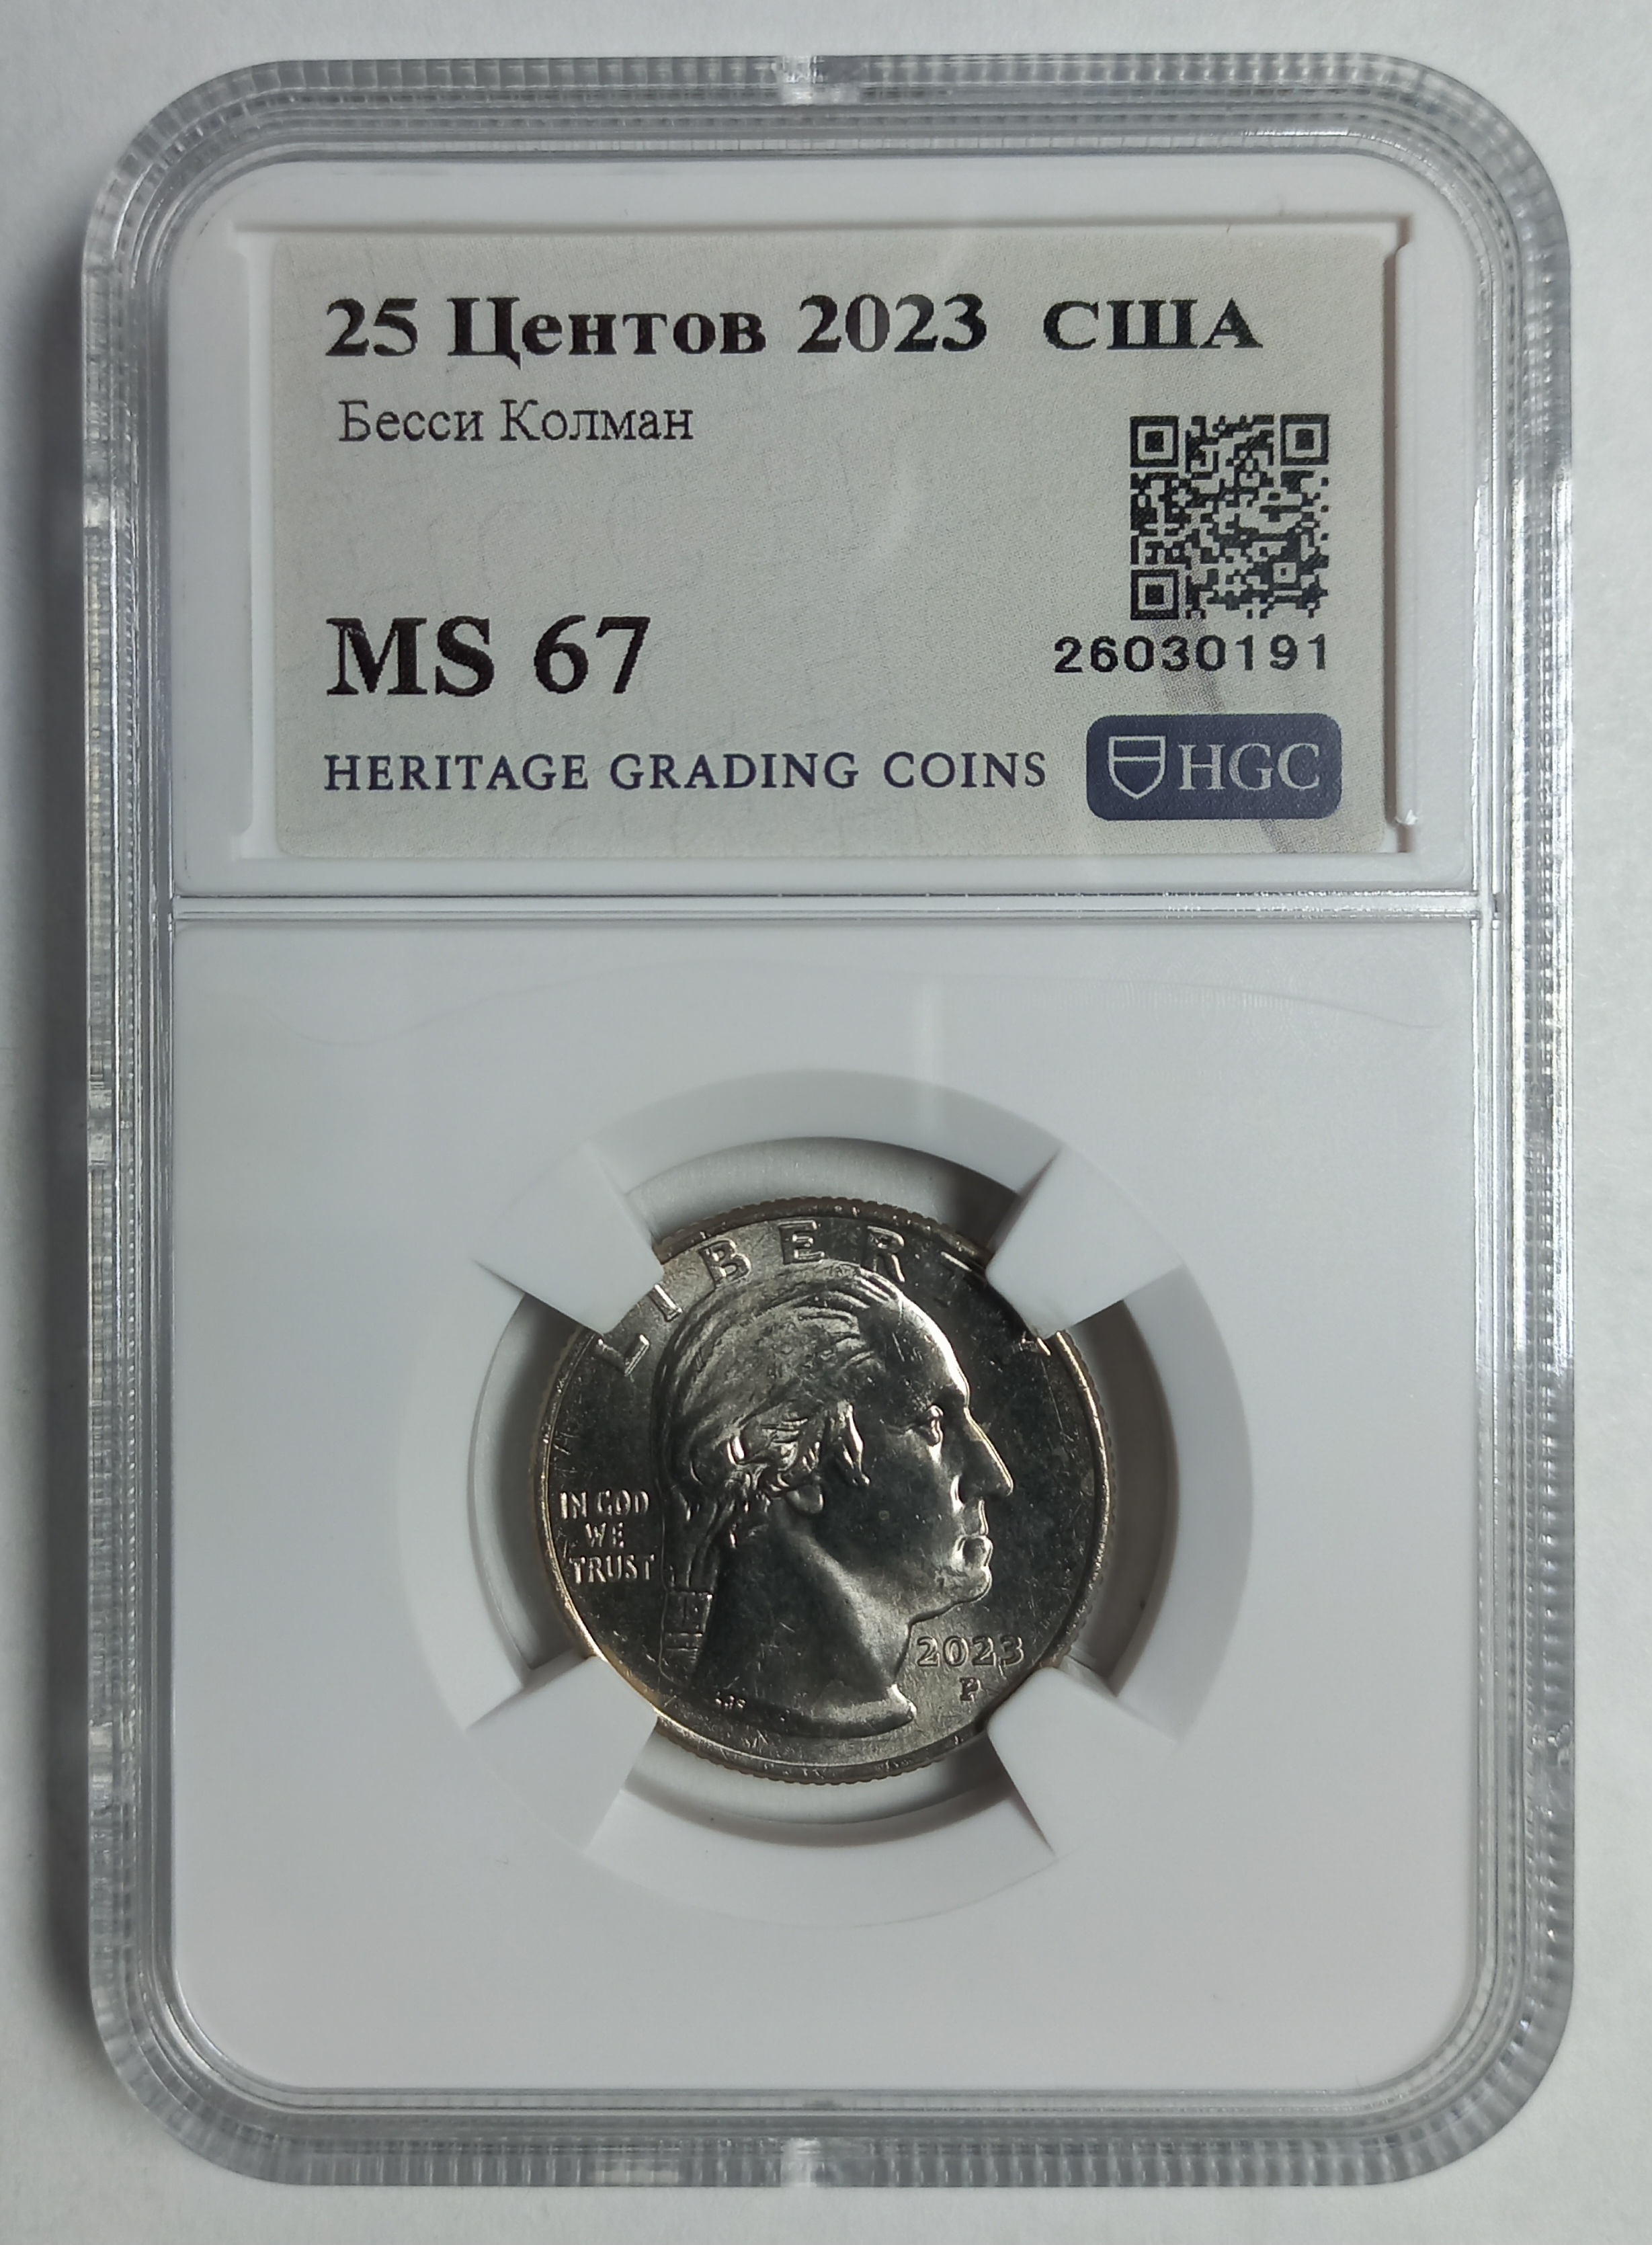 25 Центов 2023 США
Бесси Колман
MS 67
26030191
HERITAGE GRADING COINS HGC
LIBERTY
IN GOD
WE
TRUST
2023
P